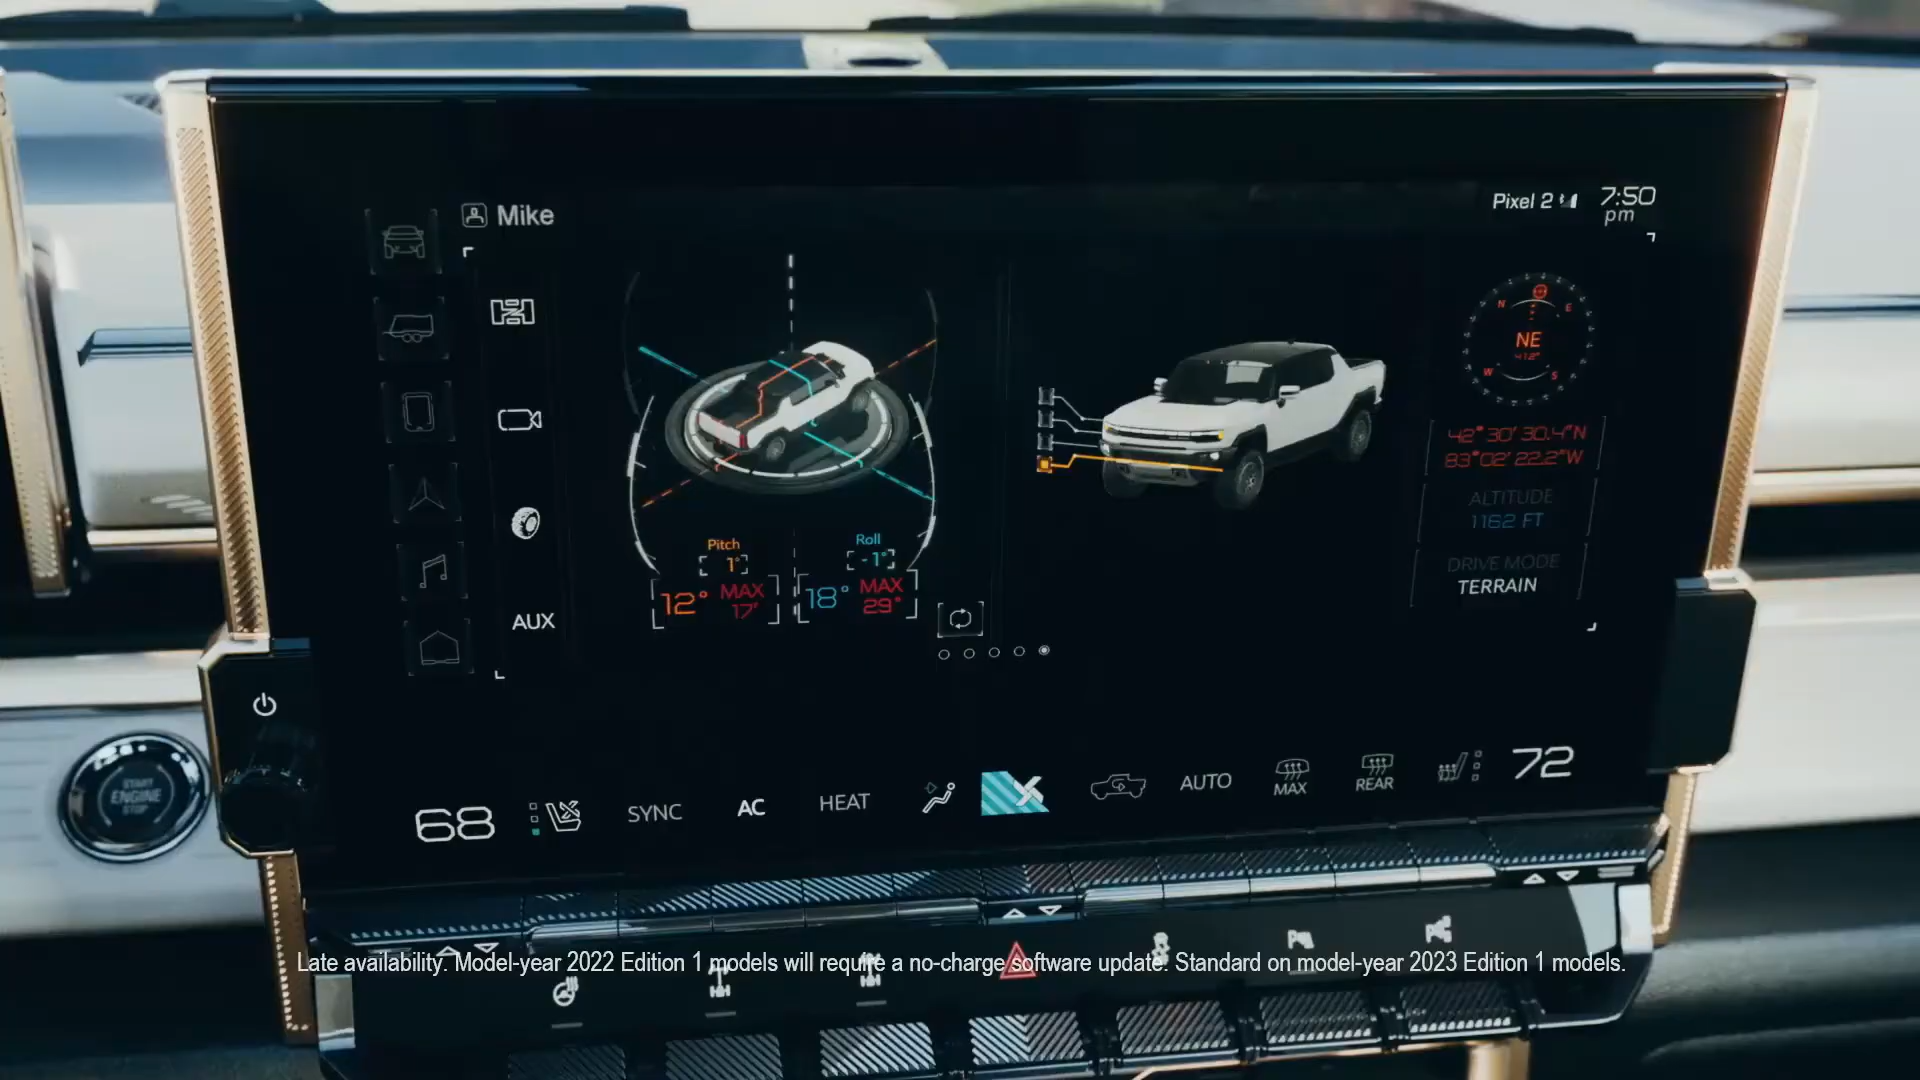 Mike
Pixel 2
7:50
pm
N
E
NE
W
S
42° 30' 30.4"N
83° 02' 22.2"W
ALTITUDE
1162 FT
DRIVE MODE
TERRAIN
Pitch
1°
12°
MAX
17°
Roll
-1°
18°
MAX
29°
AUX
START
ENGINE
STOP
68
SYNC
AC
HEAT
AUTO
MAX
REAR
72
Late availability. Model-year 2022 Edition 1 models will require a no-charge software update. Standard on model-year 2023 Edition 1 models.